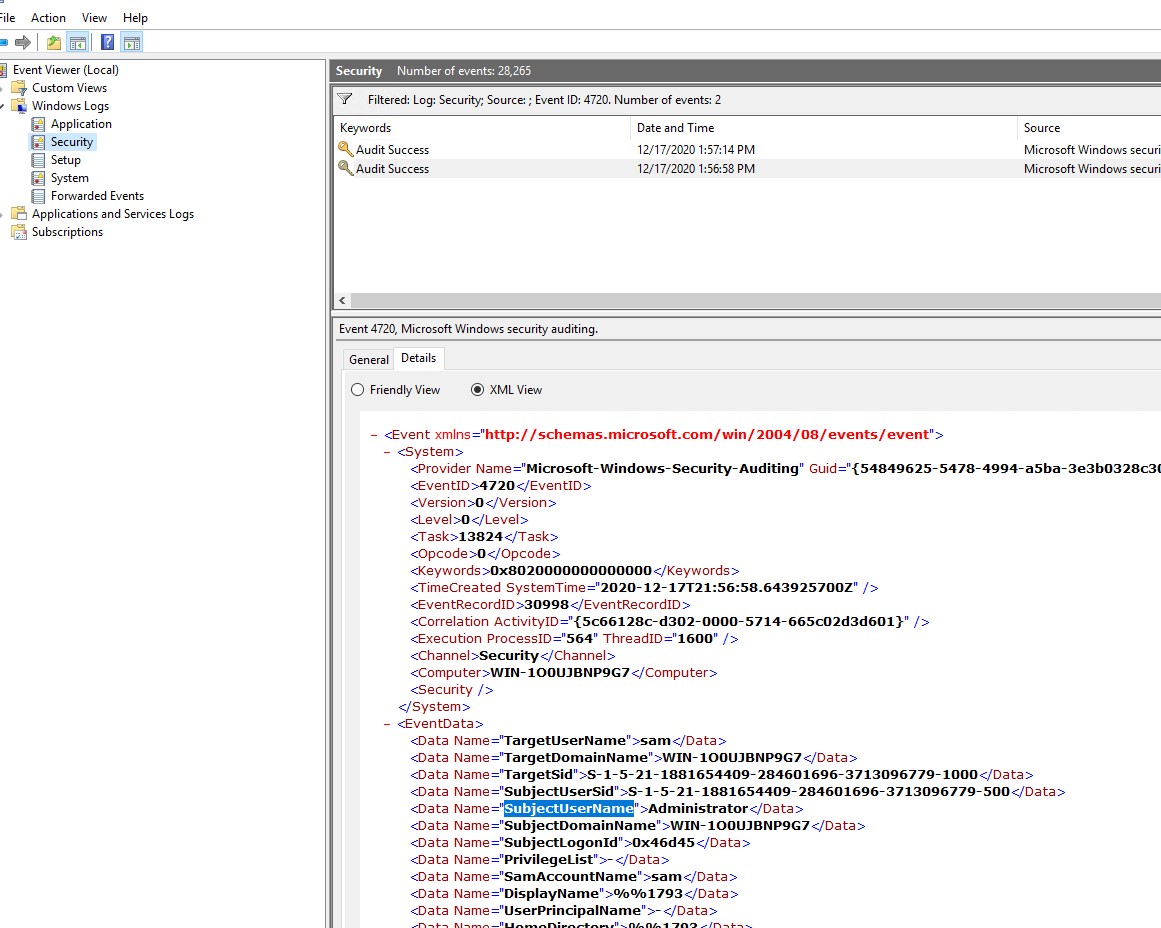 File Action View Help
Event Viewer (Local)
Custom Views
Windows Logs
Application
Security
Setup
System
Forwarded Events
Applications and Services Logs
Subscriptions
Security Number of events: 28,265
Filtered: Log: Security; Source: ; Event ID: 4720. Number of events: 2
Keywords Date and Time Source
Audit Success 12/17/2020 1:57:14 PM Microsoft Windows securi
Audit Success 12/17/2020 1:56:58 PM Microsoft Windows securi
Event 4720, Microsoft Windows security auditing.
General Details
Friendly View XML View
- <Event xmlns="http://schemas.microsoft.com/win/2004/08/events/event">
- <System>
<Provider Name="Microsoft-Windows-Security-Auditing" Guid="{54849625-5478-4994-a5ba-3e3b0328c30
<EventID>4720</EventID>
<Version>0</Version>
<Level>0</Level>
<Task>13824</Task>
<Opcode>0</Opcode>
<Keywords>0x8020000000000000</Keywords>
<TimeCreated SystemTime="2020-12-17T21:56:58.643925700Z" />
<EventRecordID>30998</EventRecordID>
<Correlation ActivityID="{5c66128c-d302-0000-5714-665c02d3d601}" />
<Execution ProcessID="564" ThreadID="1600" />
<Channel>Security</Channel>
<Computer>WIN-1O0UJBNP9G7</Computer>
<Security />
</System>
- <EventData>
<Data Name="TargetUserName">sam</Data>
<Data Name="TargetDomainName">WIN-1O0UJBNP9G7</Data>
<Data Name="TargetSid">S-1-5-21-1881654409-284601696-3713096779-1000</Data>
<Data Name="SubjectUserSid">S-1-5-21-1881654409-284601696-3713096779-500</Data>
<Data Name="SubjectUserName">Administrator</Data>
<Data Name="SubjectDomainName">WIN-1O0UJBNP9G7</Data>
<Data Name="SubjectLogonId">0x46d45</Data>
<Data Name="PrivilegeList">-</Data>
<Data Name="SamAccountName">sam</Data>
<Data Name="DisplayName">%%1793</Data>
<Data Name="UserPrincipalName">-</Data>
<Data Name="HomeDirectory">%%1793</Data>